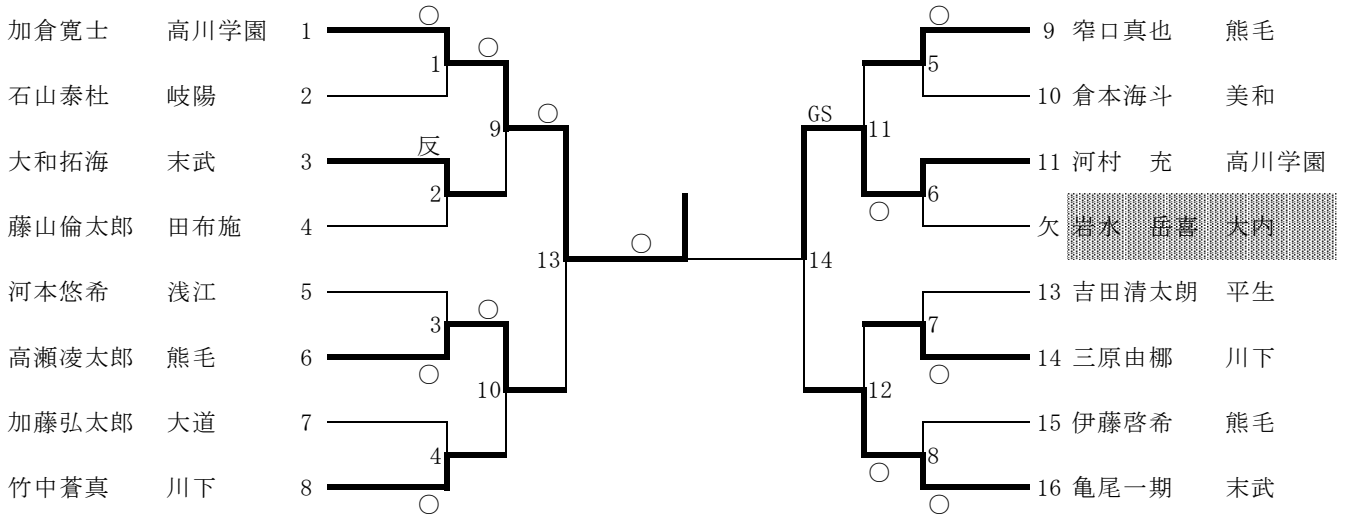 ○ ○
加倉寛士 高川学園 1 9 窄口真也 熊毛
○
1 5
石山泰杜 岐陽 2 10 倉本海斗 美和
○ GS
9 11
反
大和拓海 末武 3 11 河村 充 高川学園
2 6
○
藤山倫太郎 田布施 4 欠 岩水 岳喜 大内
○
13 14
河本悠希 浅江 5 13 吉田清太朗 平生
○
3 7
高瀬凌太郎 熊毛 6 14 三原由梛 川下
○ ○
10 12
加藤弘太郎 大道 7 15 伊藤啓希 熊毛
4 8
○
竹中蒼真 川下 8 16 亀尾一期 末武
○ ○